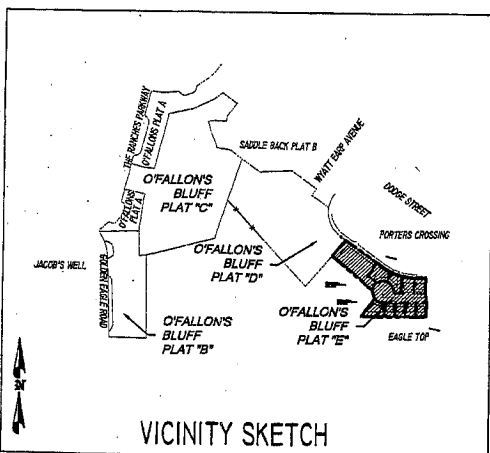 THE RANCHES PARKWAY
O'FALLONS PLAT A
SADDLE BACK PLAT B
WYATT EARP AVENUE
O'FALLON'S
BLUFF
PLAT "C"
DODGE STREET
O'FALLONS
PLAT A
PORTERS CROSSING
O'FALLON'S
BLUFF
PLAT "D"
JACOB'S WELL
GOLDEN EAGLE ROAD
O'FALLON'S
BLUFF
PLAT "B"
O'FALLON'S
BLUFF
PLAT "E"
EAGLE TOP
N
VICINITY SKETCH